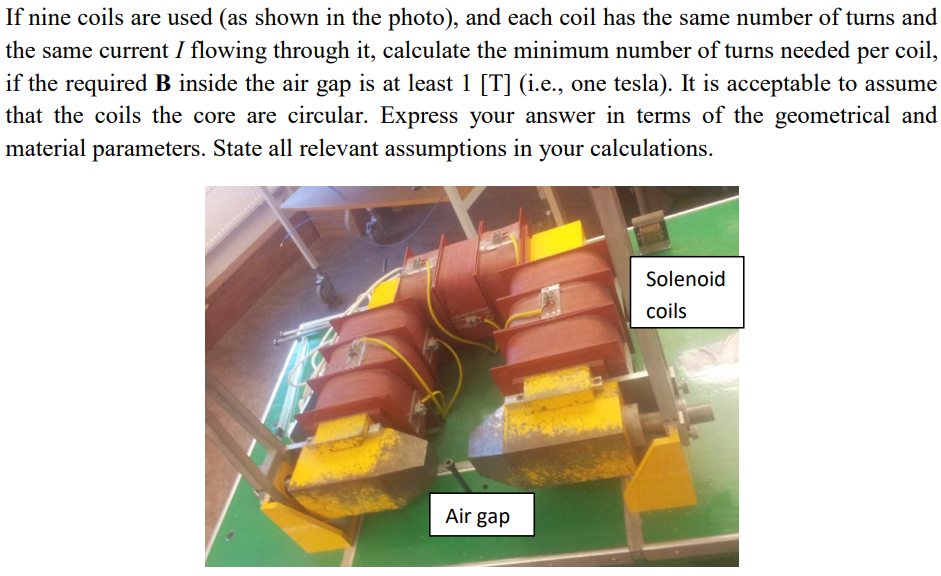 If nine coils are used (as shown in the photo), and each coil has the same number of turns and
the same current I flowing through it, calculate the minimum number of turns needed per coil,
if the required B inside the air gap is at least 1 [T] (i.e., one tesla). It is acceptable to assume
that the coils the core are circular. Express your answer in terms of the geometrical and
material parameters. State all relevant assumptions in your calculations.
Solenoid
coils
Air gap